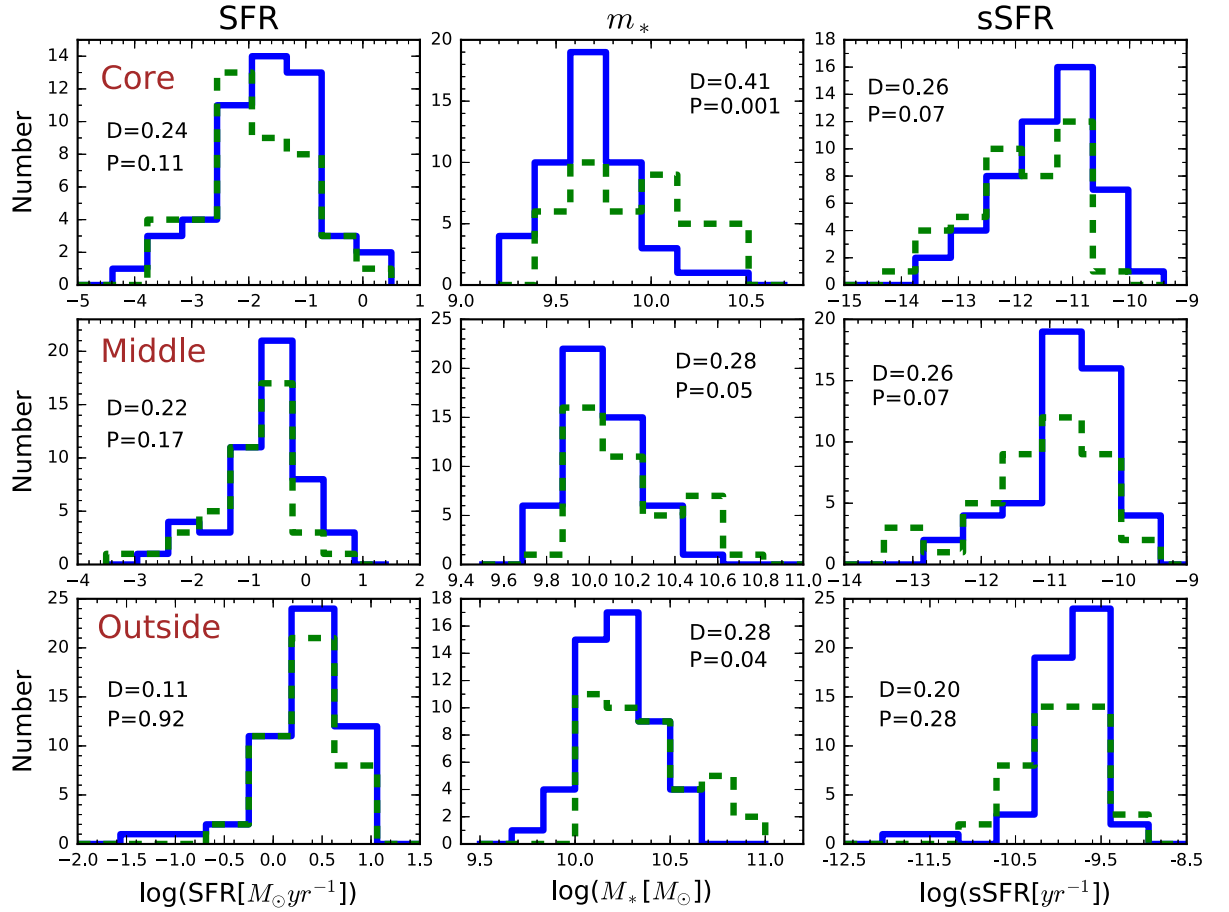 SFR
m*
sSFR
Number
14
12
10
8
6
4
2
0
Core
D=0.24
P=0.11
−5 −4 −3 −2 −1 0 1
20
15
10
5
0
D=0.41
P=0.001
9.0 9.5 10.0 10.5
18
16
14
12
10
8
6
4
2
0
D=0.26
P=0.07
−15 −14 −13 −12 −11 −10 −9
Number
20
15
10
5
0
Middle
D=0.22
P=0.17
−4 −3 −2 −1 0 1 2
25
20
15
10
5
0
D=0.28
P=0.05
9.4 9.6 9.8 10.0 10.2 10.4 10.6 10.8 11.0
20
15
10
5
0
D=0.26
P=0.07
−14 −13 −12 −11 −10 −9
Number
25
20
15
10
5
0
Outside
D=0.11
P=0.92
−2.0 −1.5 −1.0 −0.5 0.0 0.5 1.0 1.5
log(SFR[M⊙yr⁻¹])
18
16
14
12
10
8
6
4
2
0
D=0.28
P=0.04
9.5 10.0 10.5 11.0
log(M*[M⊙])
25
20
15
10
5
0
D=0.20
P=0.28
−12.5 −11.5 −10.5 −9.5 −8.5
log(sSFR[yr⁻¹])